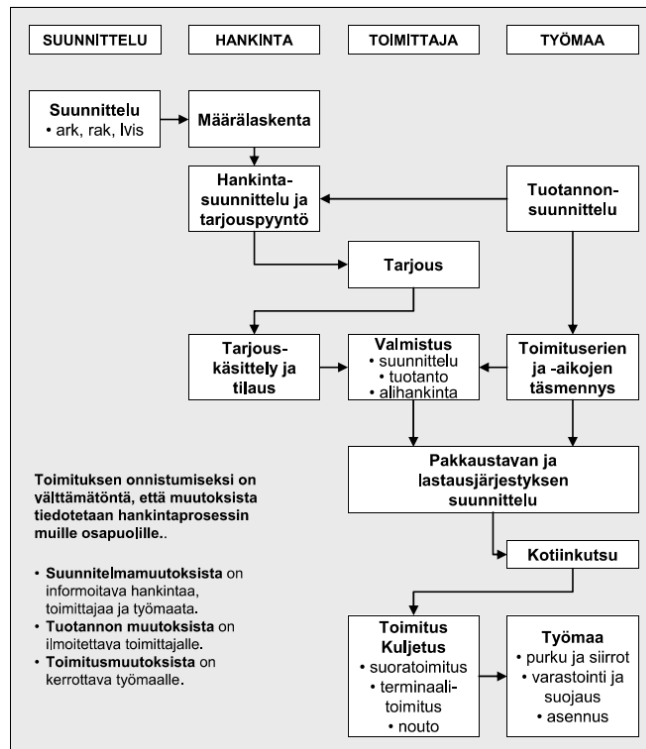 SUUNNITTELU
HANKINTA
TOIMITTAJA
TYÖMAA
Suunnittelu
• ark, rak, lvis
Määrälaskenta
Hankinta-
suunnittelu ja
tarjouspyyntö
Tuotannon-
suunnittelu
Tarjous
Tarjous-
käsittely ja
tilaus
Valmistus
• suunnittelu
• tuotanto
• alihankinta
Toimituserien
ja -aikojen
täsmennys
Pakkaustavan ja
lastausjärjestyksen
suunnittelu
Toimituksen onnistumiseksi on
välttämätöntä, että muutoksista
tiedotetaan hankintaprosessin
muille osapuolille..
• Suunnitelmamuutoksista on
informoitava hankintaa,
toimittajaa ja työmaata.
• Tuotannon muutoksista on
ilmoitettava toimittajalle.
• Toimitusmuutoksista on
kerrottava työmaalle.
Kotiinkutsu
Toimitus
Kuljetus
• suoratoimitus
• terminaali-
toimitus
• nouto
Työmaa
• purku ja siirrot
• varastointi ja
suojaus
• asennus